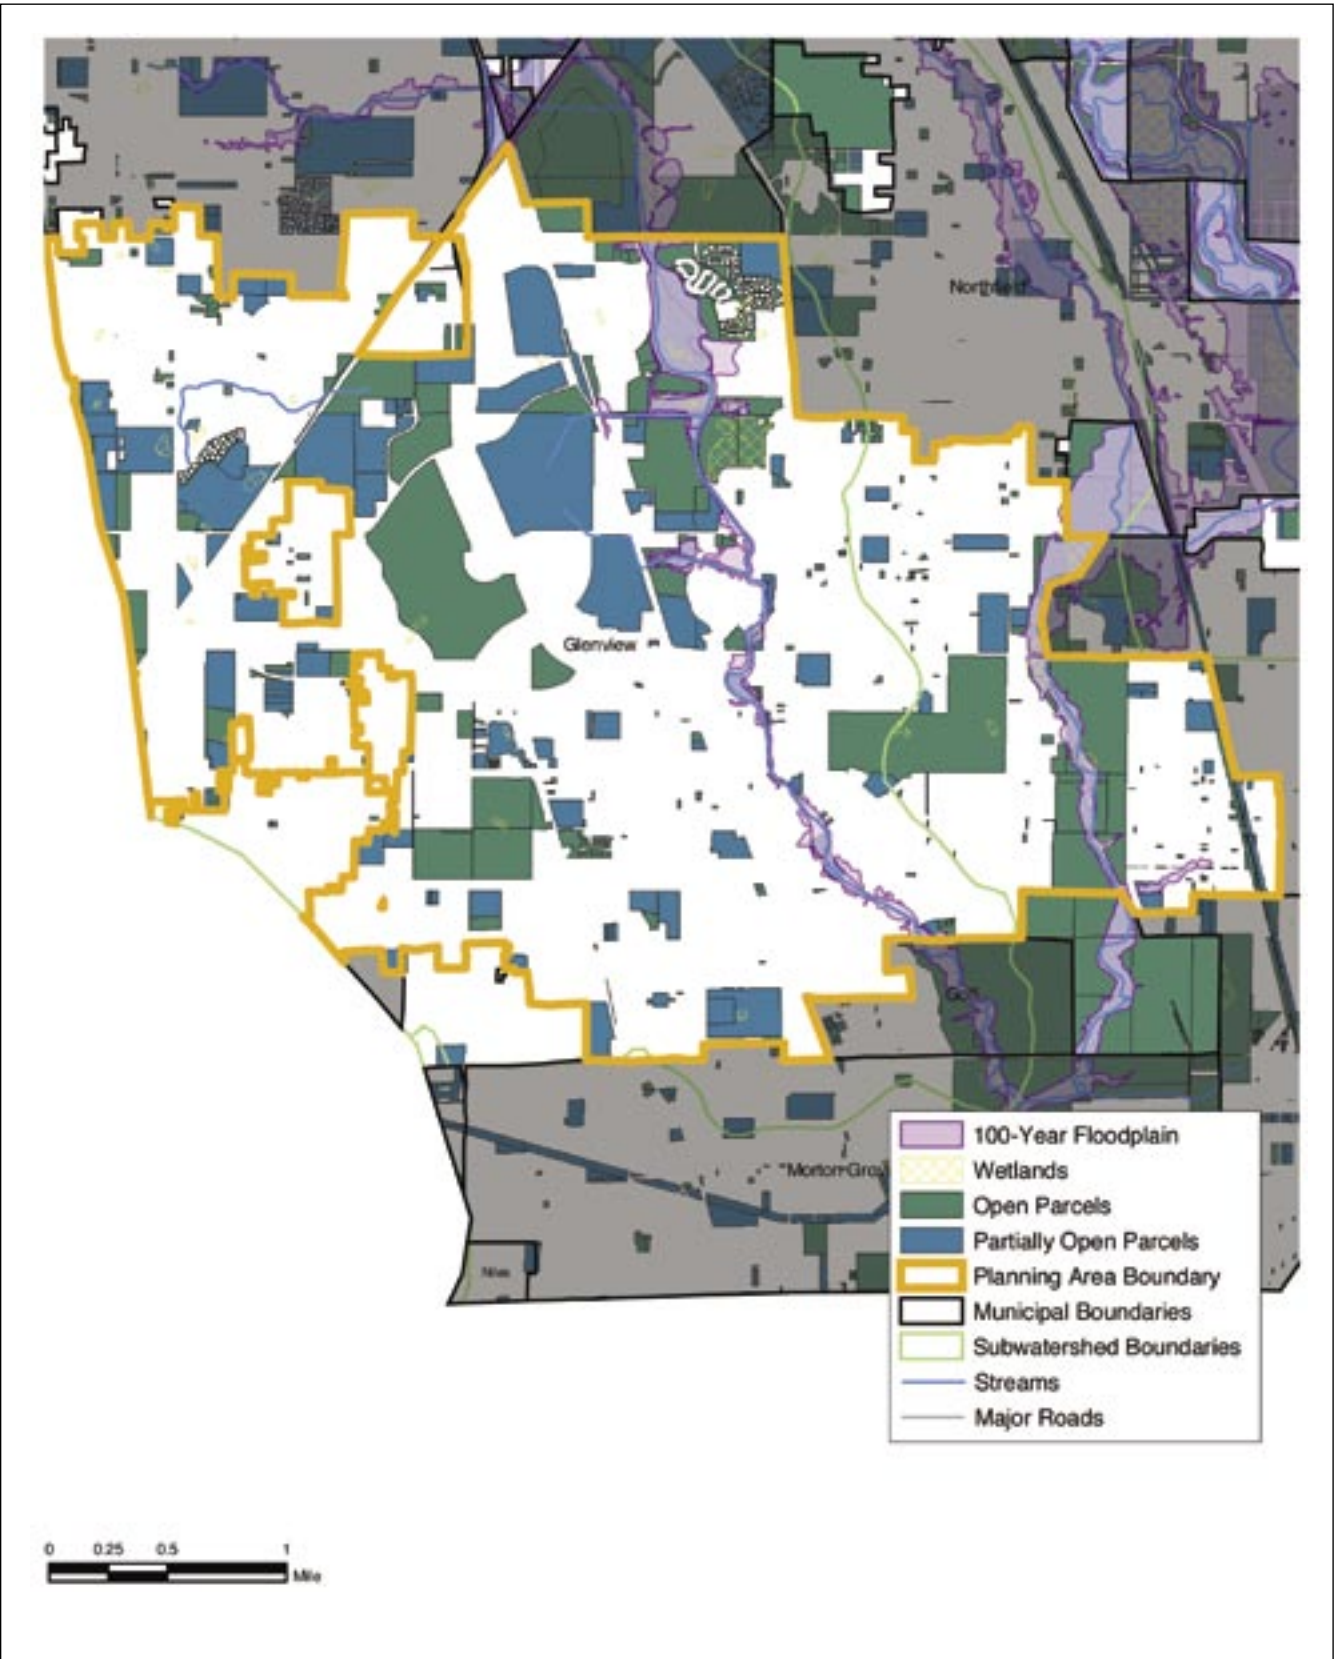 Northfield
Glenview
Golf
Morton Grov
Niles
100-Year Floodplain
Wetlands
Open Parcels
Partially Open Parcels
Planning Area Boundary
Municipal Boundaries
Subwatershed Boundaries
Streams
Major Roads
0 0.25 0.5 1
Mile